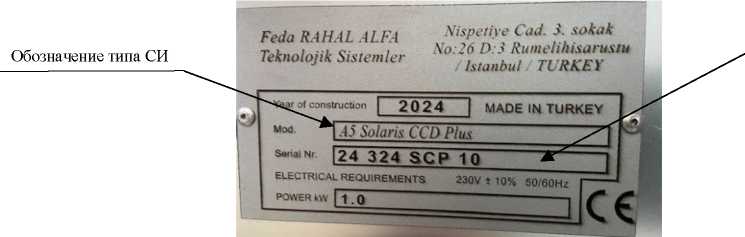 Обозначение типа СИ
Feda RAHAL ALFA
Teknolojik Sistemler
Nispetiye Cad. 3. sokak
No:26 D:3 Rumelihisarustu
/ Istanbul / TURKEY
Year of construction 2024 MADE IN TURKEY
Mod. A5 Solaris CCD Plus
Serial Nr. 24 324 SCP 10
ELECTRICAL REQUIREMENTS 230V ± 10% 50/60Hz
POWER kW 1.0
CE